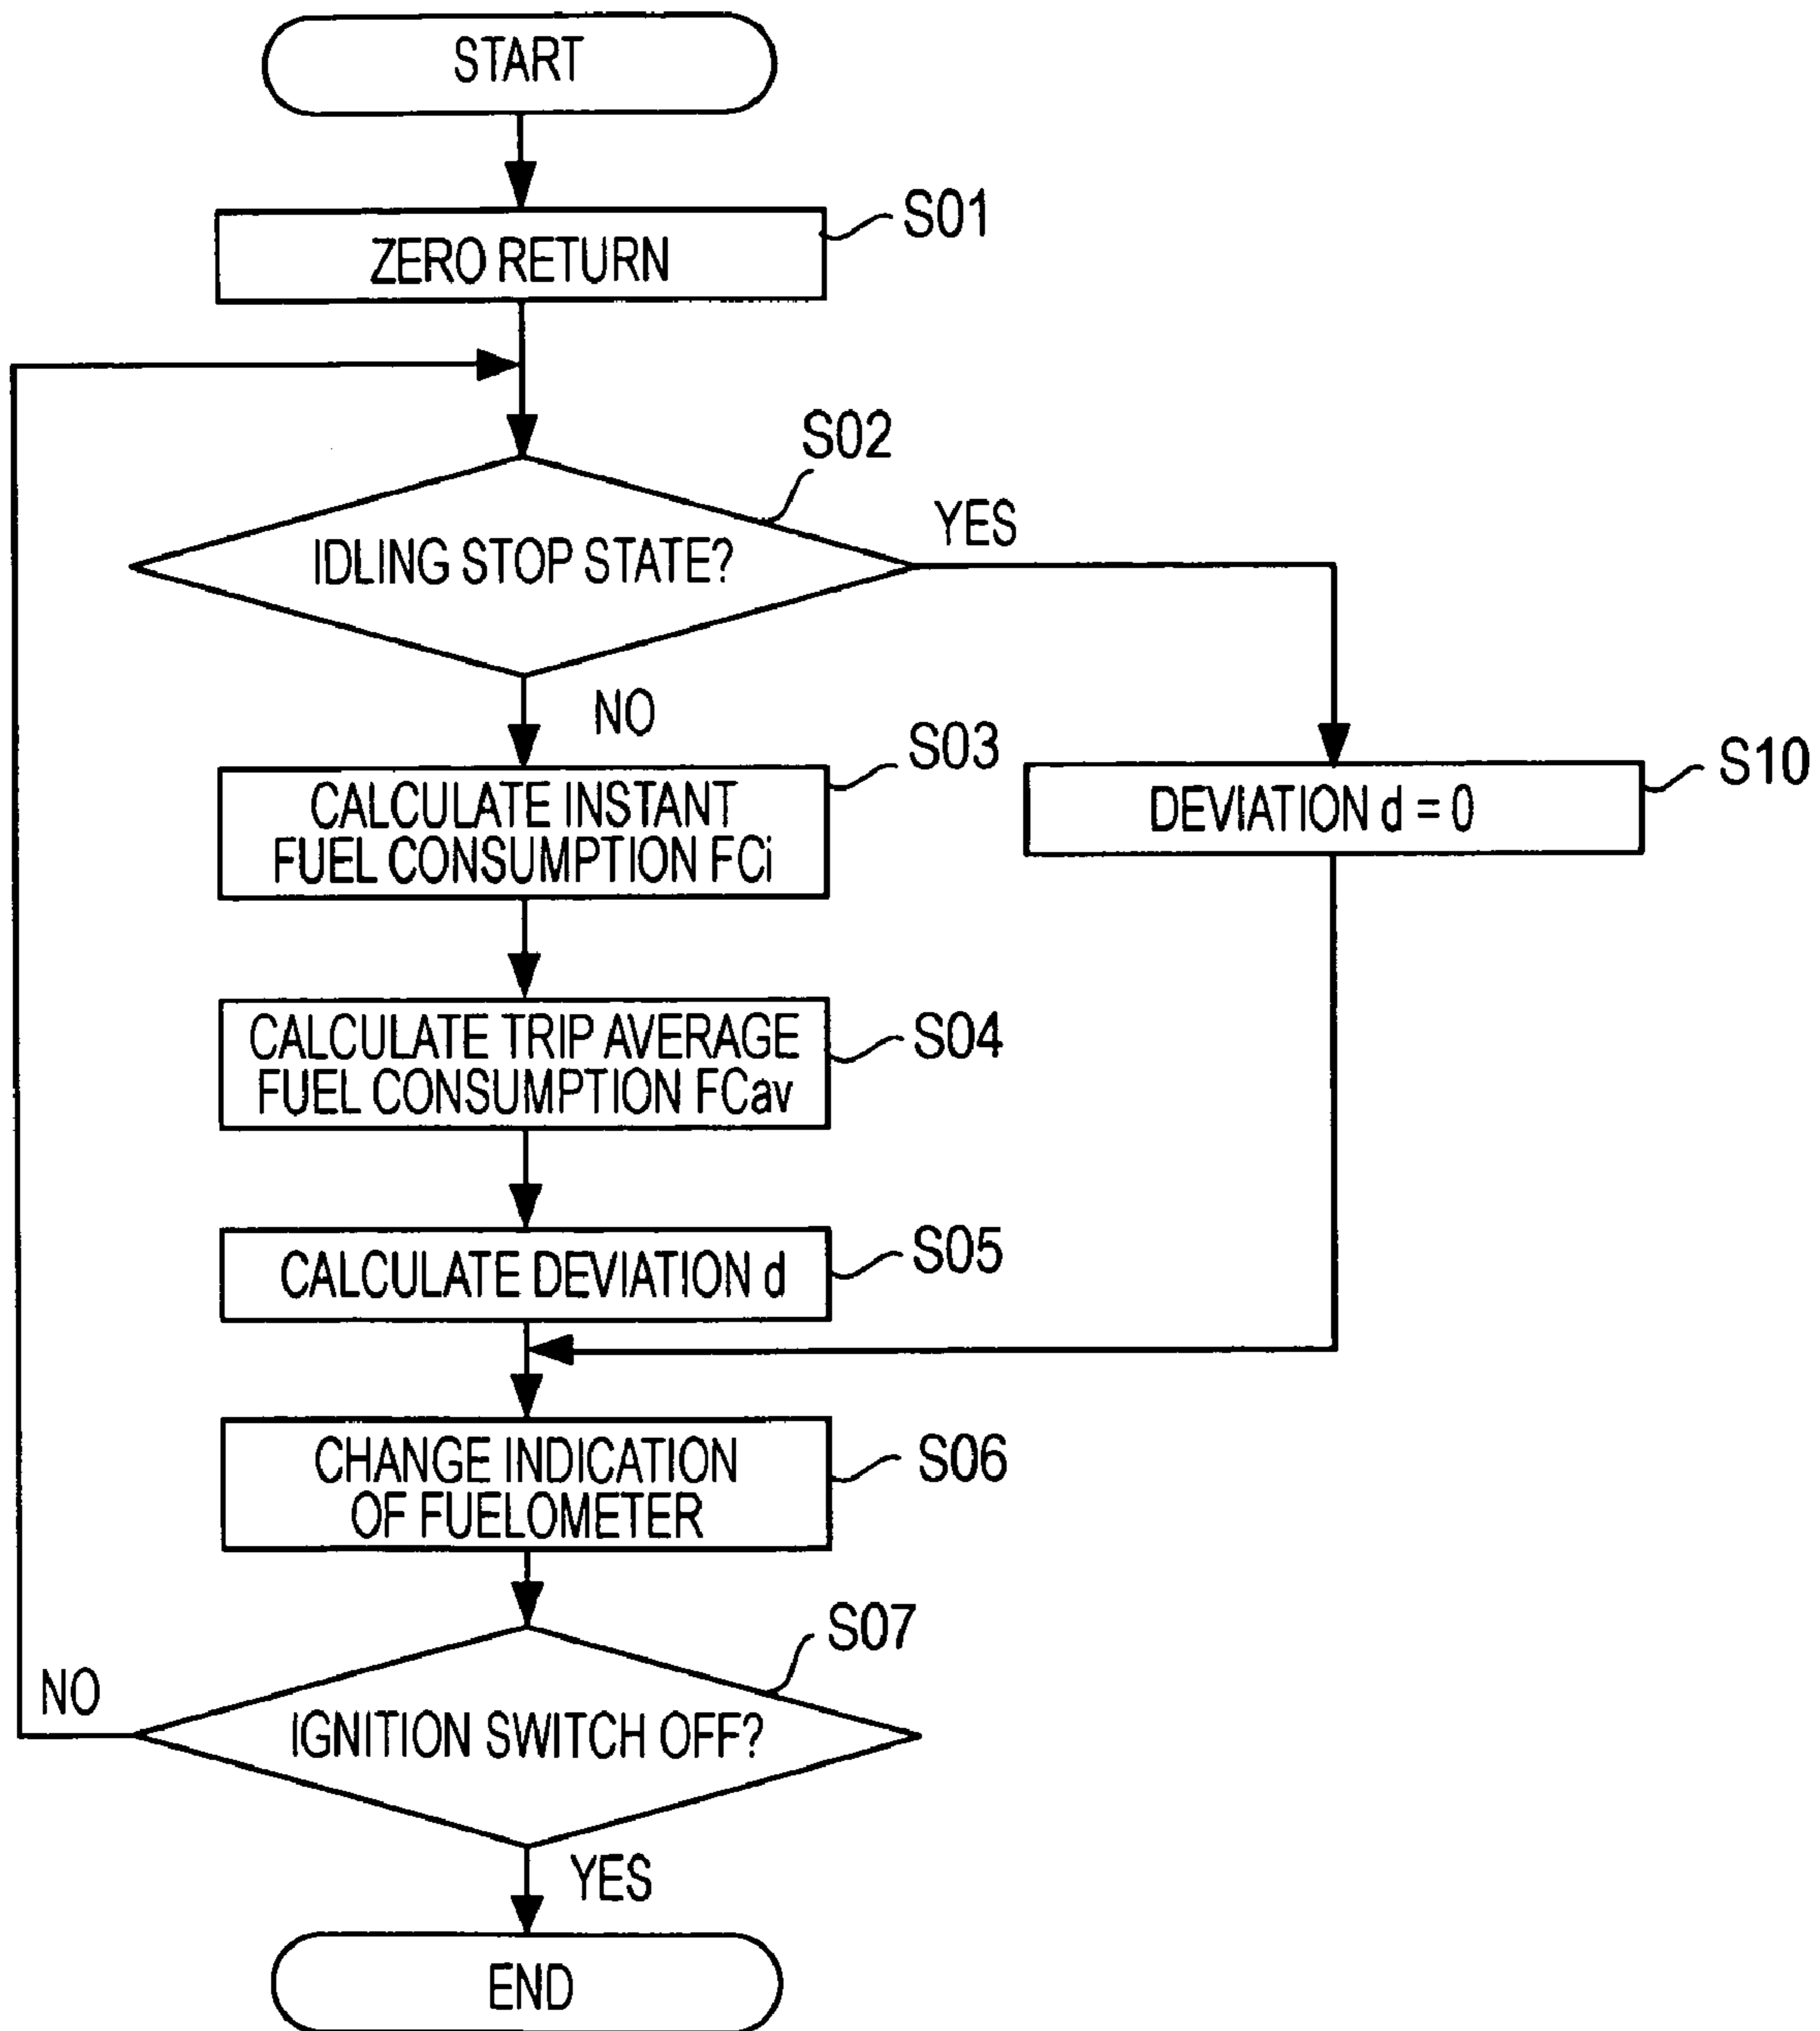 START
S01
ZERO RETURN
S02
IDLING STOP STATE?
YES
NO
S03
CALCULATE INSTANT
FUEL CONSUMPTION FCi
S10
DEVIATION d = 0
S04
CALCULATE TRIP AVERAGE
FUEL CONSUMPTION FCav
S05
CALCULATE DEVIATION d
S06
CHANGE INDICATION
OF FUELOMETER
S07
NO
IGNITION SWITCH OFF?
YES
END